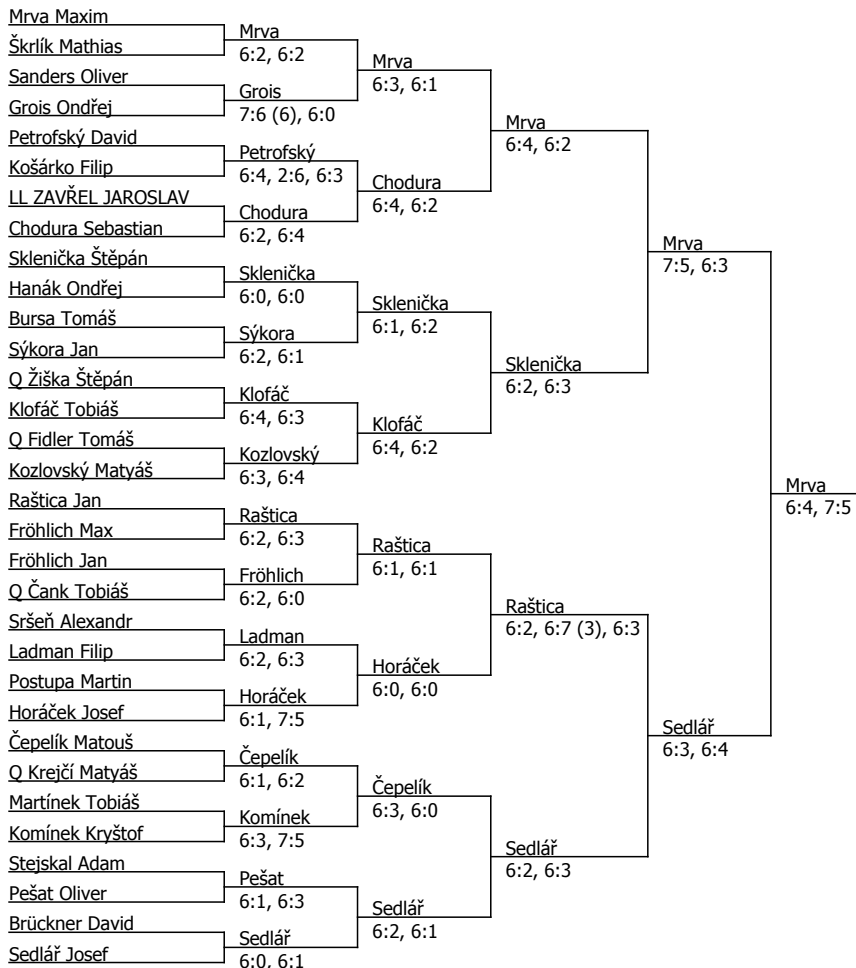 Mrva Maxim
Škrlík Mathias
Sanders Oliver
Grois Ondřej
Petrofský David
Košárko Filip
LL ZAVŘEL JAROSLAV
Chodura Sebastian
Sklenička Štěpán
Hanák Ondřej
Bursa Tomáš
Sýkora Jan
Q Žiška Štěpán
Klofáč Tobiáš
Q Fidler Tomáš
Kozlovský Matyáš
Raštica Jan
Fröhlich Max
Fröhlich Jan
Q Čank Tobiáš
Sršeň Alexandr
Ladman Filip
Postupa Martin
Horáček Josef
Čepelík Matouš
Q Krejčí Matyáš
Martínek Tobiáš
Komínek Kryštof
Stejskal Adam
Pešat Oliver
Brückner David
Sedlář Josef
Mrva
6:2, 6:2
Grois
7:6 (6), 6:0
Petrofský
6:4, 2:6, 6:3
Chodura
6:2, 6:4
Sklenička
6:0, 6:0
Sýkora
6:2, 6:1
Klofáč
6:4, 6:3
Kozlovský
6:3, 6:4
Raštica
6:2, 6:3
Fröhlich
6:2, 6:0
Ladman
6:2, 6:3
Horáček
6:1, 7:5
Čepelík
6:1, 6:2
Komínek
6:3, 7:5
Pešat
6:1, 6:3
Sedlář
6:0, 6:1
Mrva
6:3, 6:1
Chodura
6:4, 6:2
Sklenička
6:1, 6:2
Klofáč
6:4, 6:2
Raštica
6:1, 6:1
Horáček
6:0, 6:0
Čepelík
6:3, 6:0
Sedlář
6:2, 6:1
Mrva
6:4, 6:2
Sklenička
6:2, 6:3
Raštica
6:2, 6:7 (3), 6:3
Sedlář
6:2, 6:3
Mrva
7:5, 6:3
Sedlář
6:3, 6:4
Mrva
6:4, 7:5